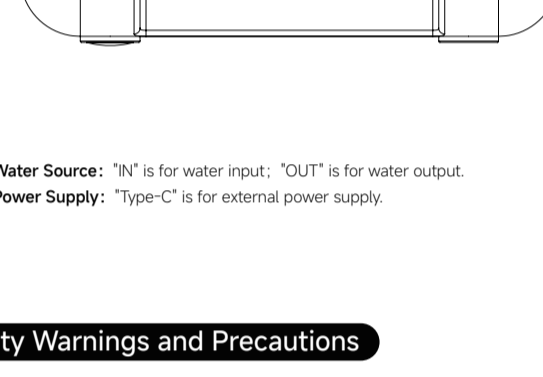 Water Source: "IN" is for water input; "OUT" is for water output.
Power Supply: "Type-C" is for external power supply.
ty Warnings and Precautions